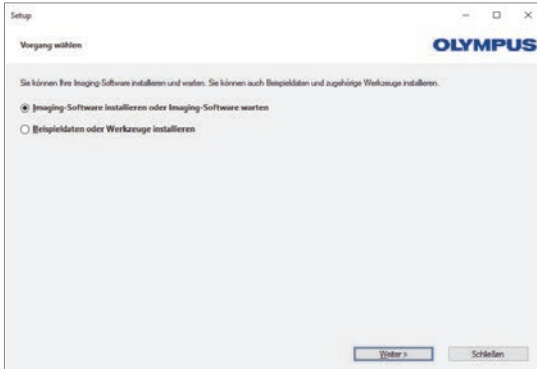 Setup
Vorgang wählen
OLYMPUS
Sie können Ihre Imaging-Software installieren und warten. Sie können auch Beispieldaten und zugehörige Werkzeuge installieren.
Imaging-Software installieren oder Imaging-Software warten
Beispieldaten oder Werkzeuge installieren
Weiter >
Schließen